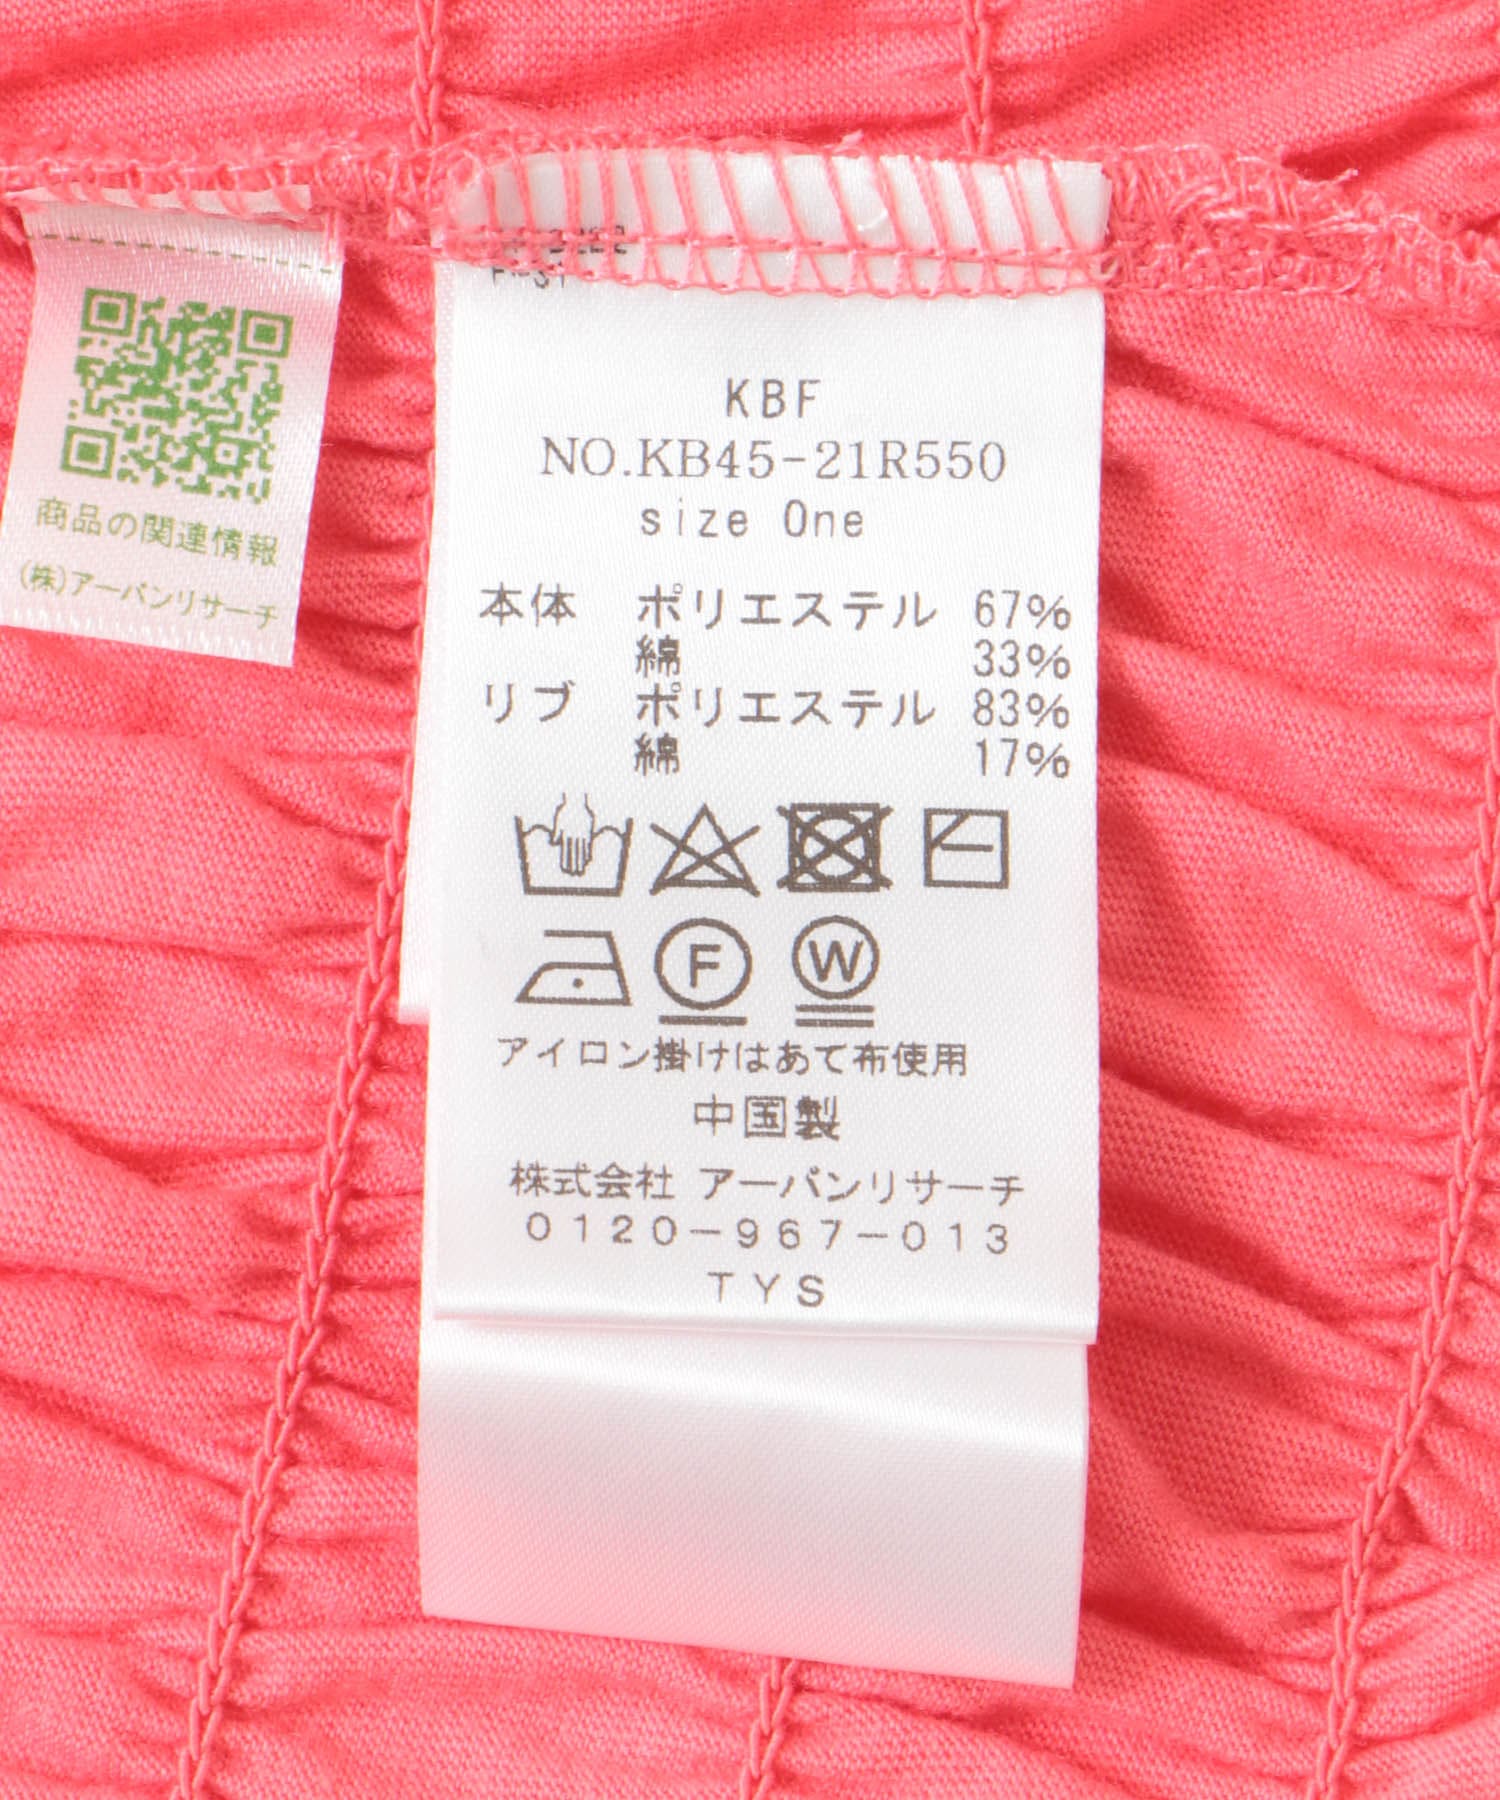 商品の関連情報
(株)アーバンリサーチ
KBF
NO.KB45-21R550
size One
本体 ポリエステル 67%
綿 33%
リブ ポリエステル 83%
綿 17%
F
W
アイロン掛けはあて布使用
中国製
株式会社 アーバンリサーチ
0120-967-013
TYS